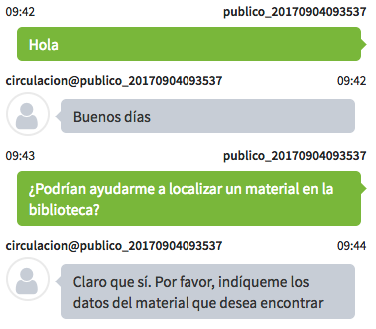 09:42 publico_20170904093537
Hola
circulacion@publico_20170904093537 09:42
Buenos días
09:43 publico_20170904093537
¿Podrían ayudarme a localizar un material en la
biblioteca?
circulacion@publico_20170904093537 09:44
Claro que sí. Por favor, indíqueme los
datos del material que desea encontrar